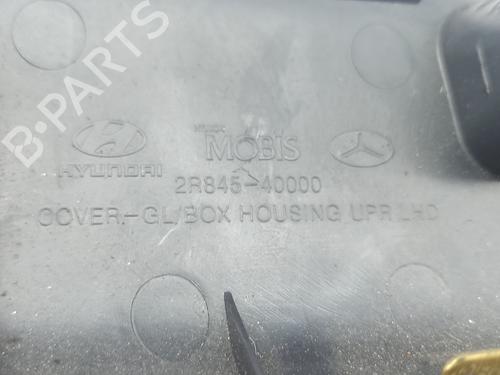 B-PARTS
HYUNDAI
MOBIS
2R845-40000
COVER-GL/BOX HOUSING UPR LHD